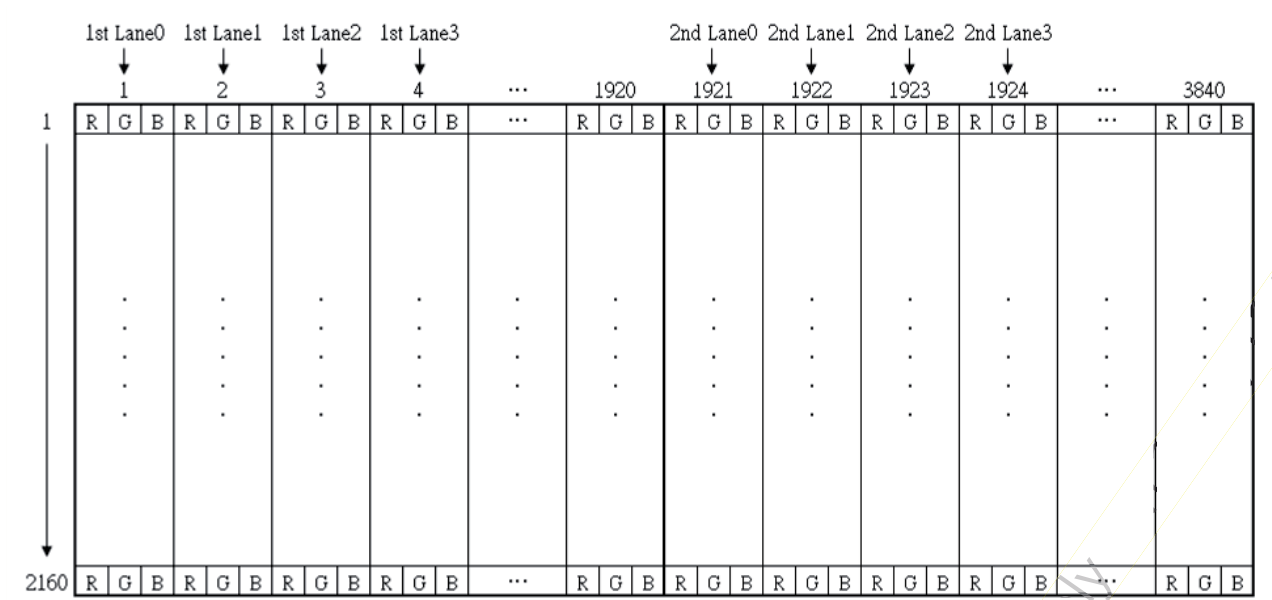 1st Lane0 1st Lane1 1st Lane2 1st Lane3 2nd Lane0 2nd Lane1 2nd Lane2 2nd Lane3
1 2 3 4 ... 1920 1921 1922 1923 1924 ... 3840
1 R G B R G B R G B R G B ... R G B R G B R G B R G B R G B ... R G B
2160 R G B R G B R G B R G B ... R G B R G B R G B R G B R G B ... R G B